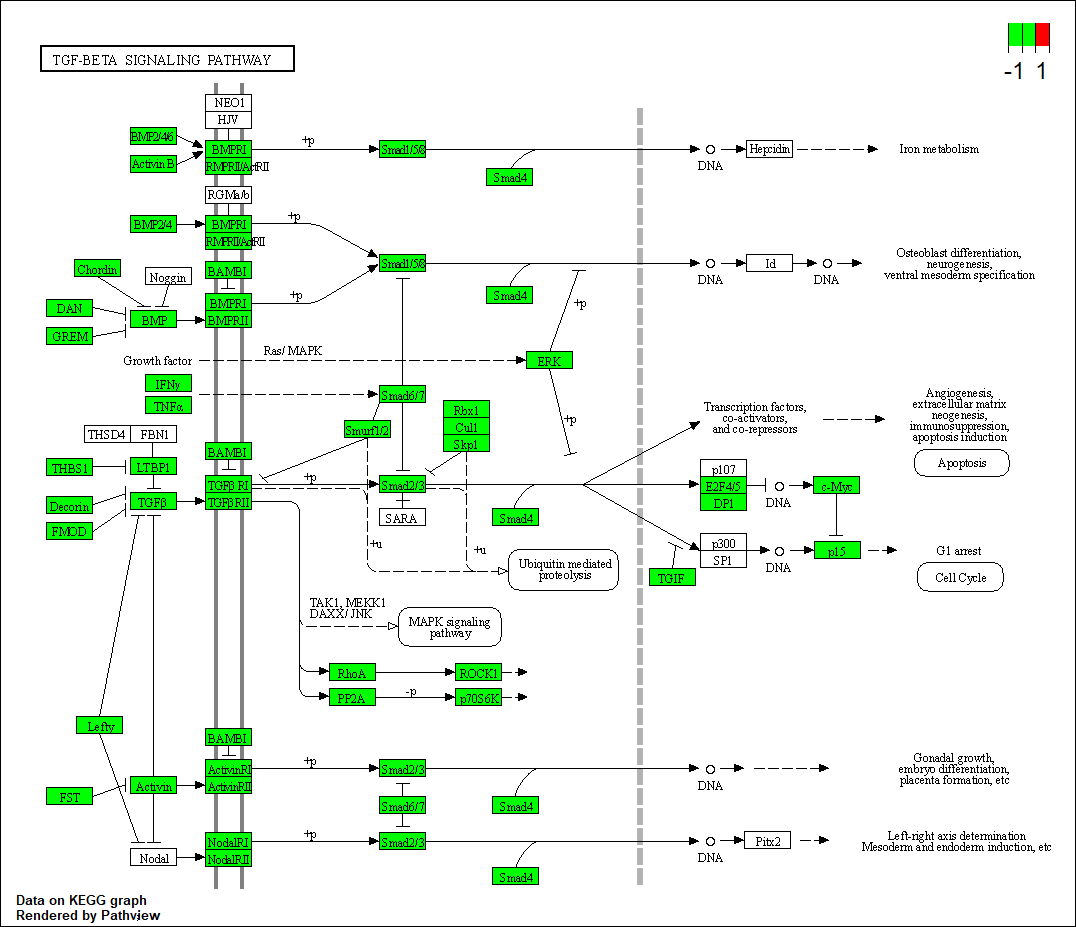 TGF-BETA SIGNALING PATHWAY
-1 1
NEO1
HJV
BMP2/4/6
Activin B
BMPRI
BMPRII/ActRII
+p
Smad1/5/8
Smad4
DNA
Hepcidin
Iron metabolism
RGMa/b
BMP2/4
BMPRI
BMPRII/ActRII
+p
Smad1/5/8
Smad4
DNA
Id
DNA
Osteoblast differentiation,
neurogenesis,
ventral mesoderm specification
Chordin
Noggin
BAMBI
DAN
GREM
BMP
BMPRI
BMPRII
+p
+p
Growth factor
Ras/ MAPK
ERK
IFNγ
TNFα
Smad6/7
Rbx1
Cul1
Skp1
Smurf1/2
+p
Transcription factors,
co-activators,
and co-repressors
Angiogenesis,
extracellular matrix
neogenesis,
immunosuppression,
apoptosis induction
Apoptosis
THSD4
FBN1
THBS1
LTBP1
BAMBI
Decorin
FMOD
TGFβ
TGFβ RI
TGFβ RII
+p
Smad2/3
SARA
Smad4
p107
E2F4/5
DP1
DNA
c-Myc
p300
SP1
DNA
p15
G1 arrest
Cell Cycle
TGIF
+u
+u
Ubiquitin mediated
proteolysis
TAK1, MEKK1
DAXX/ JNK
MAPK signaling
pathway
RhoA
ROCK1
PP2A
-p
p70S6K
Lefty
BAMBI
FST
Activin
ActivinRI
ActivinRII
+p
Smad2/3
Smad4
DNA
Gonadal growth,
embryo differentiation,
placenta formation, etc
Smad6/7
Nodal
NodalRI
NodalRII
+p
Smad2/3
Smad4
DNA
Pitx2
Left-right axis determination
Mesoderm and endoderm induction, etc
Data on KEGG graph
Rendered by Pathview